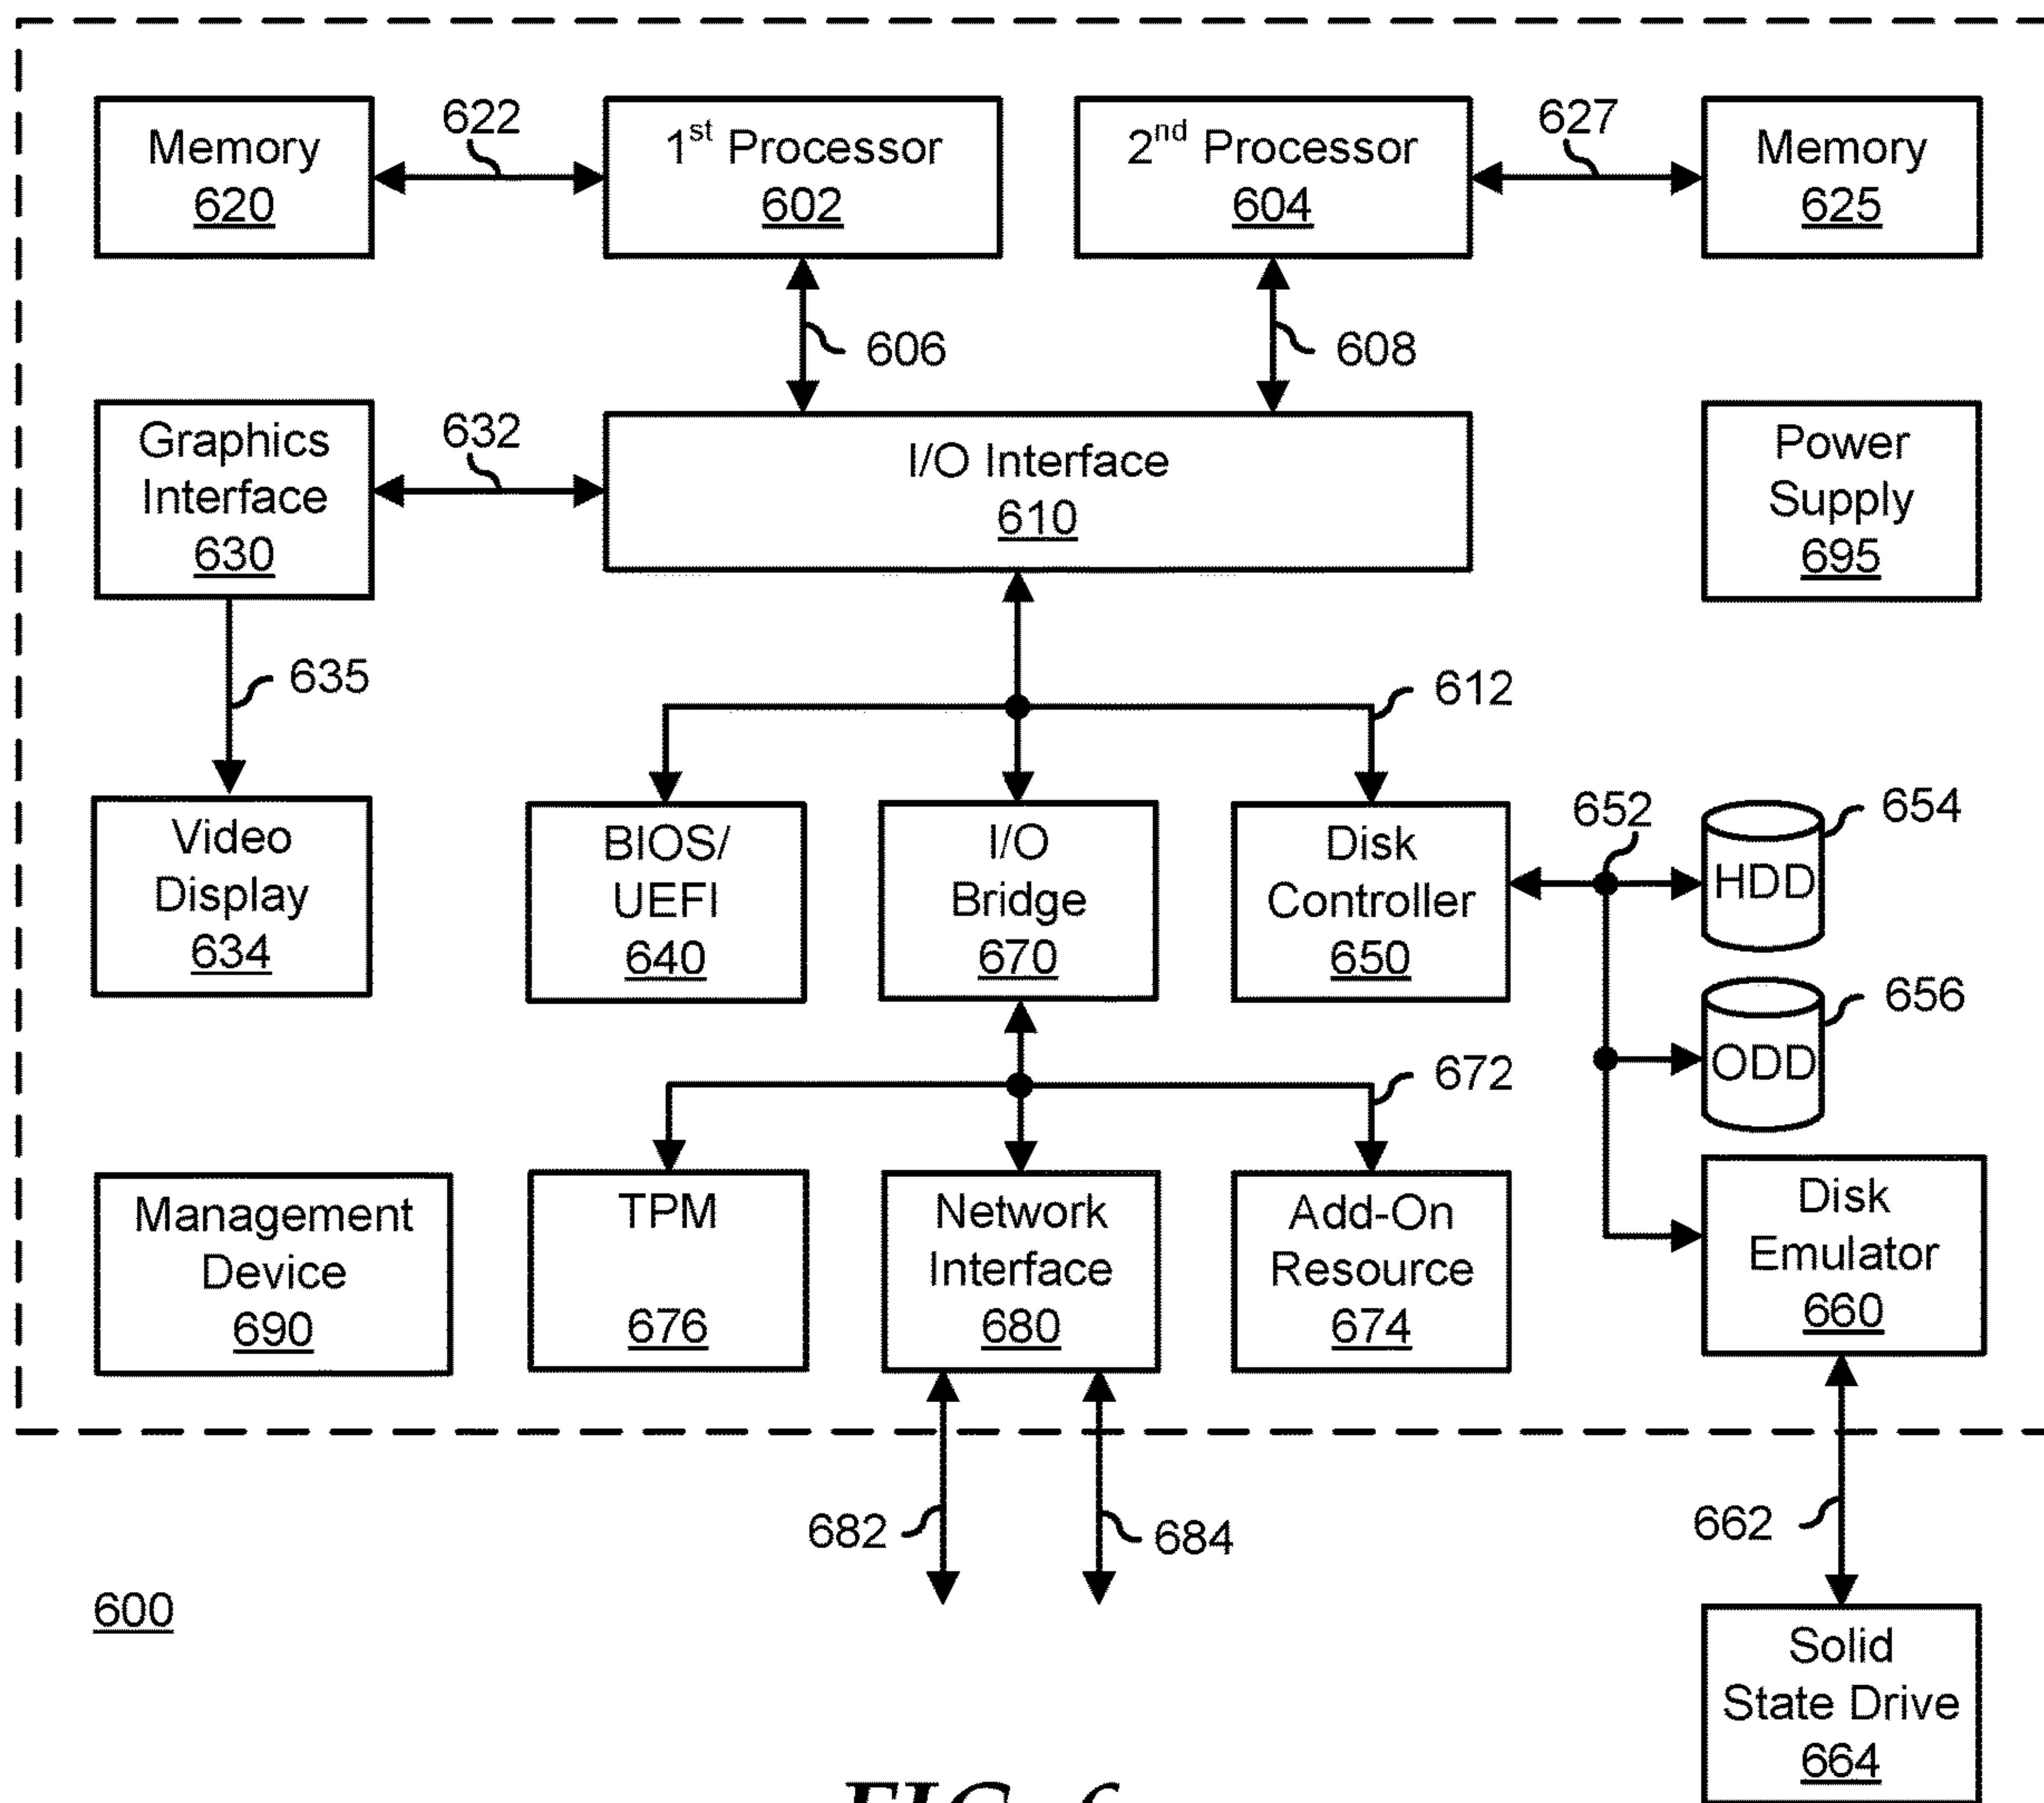 Memory
620
622
1st Processor
602
2nd Processor
604
627
Memory
625
606
608
Graphics
Interface
630
632
I/O Interface
610
Power
Supply
695
635
612
Video
Display
634
BIOS/
UEFI
640
I/O
Bridge
670
Disk
Controller
650
652
HDD
654
ODD
656
672
Management
Device
690
TPM
676
Network
Interface
680
Add-On
Resource
674
Disk
Emulator
660
682
684
662
600
Solid
State Drive
664